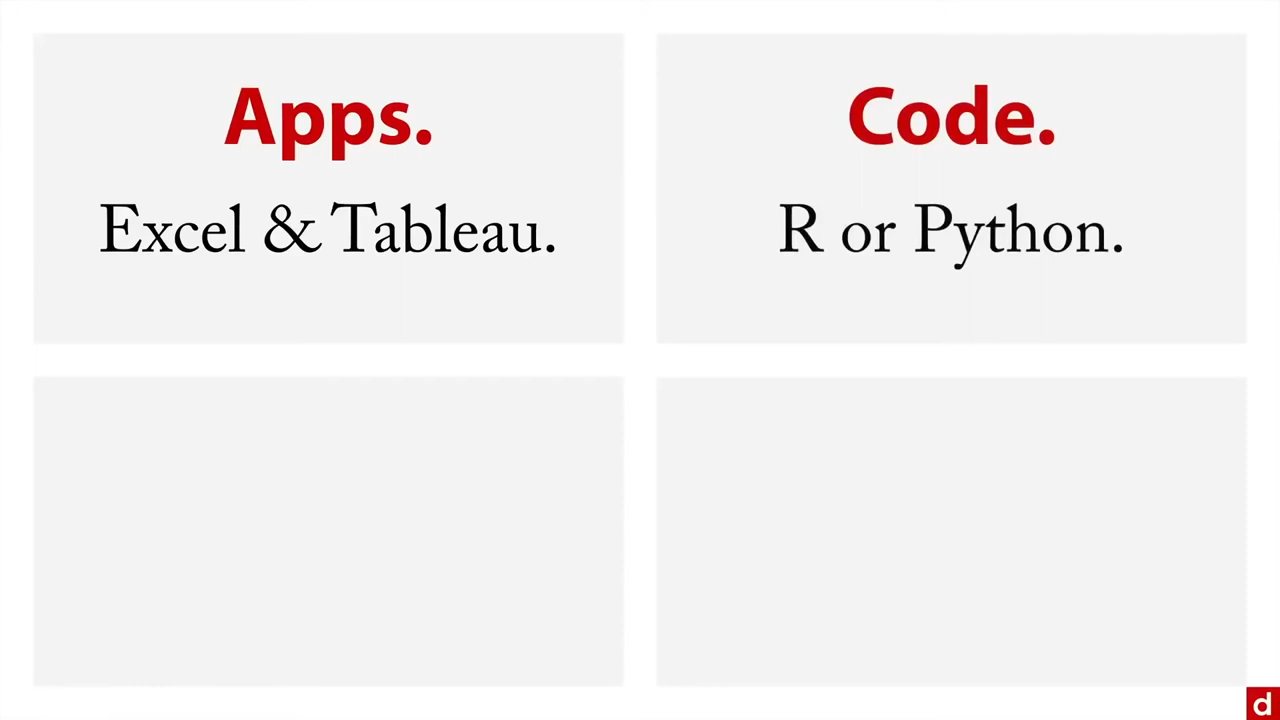 Apps.
Excel & Tableau.
Code.
R or Python.
d